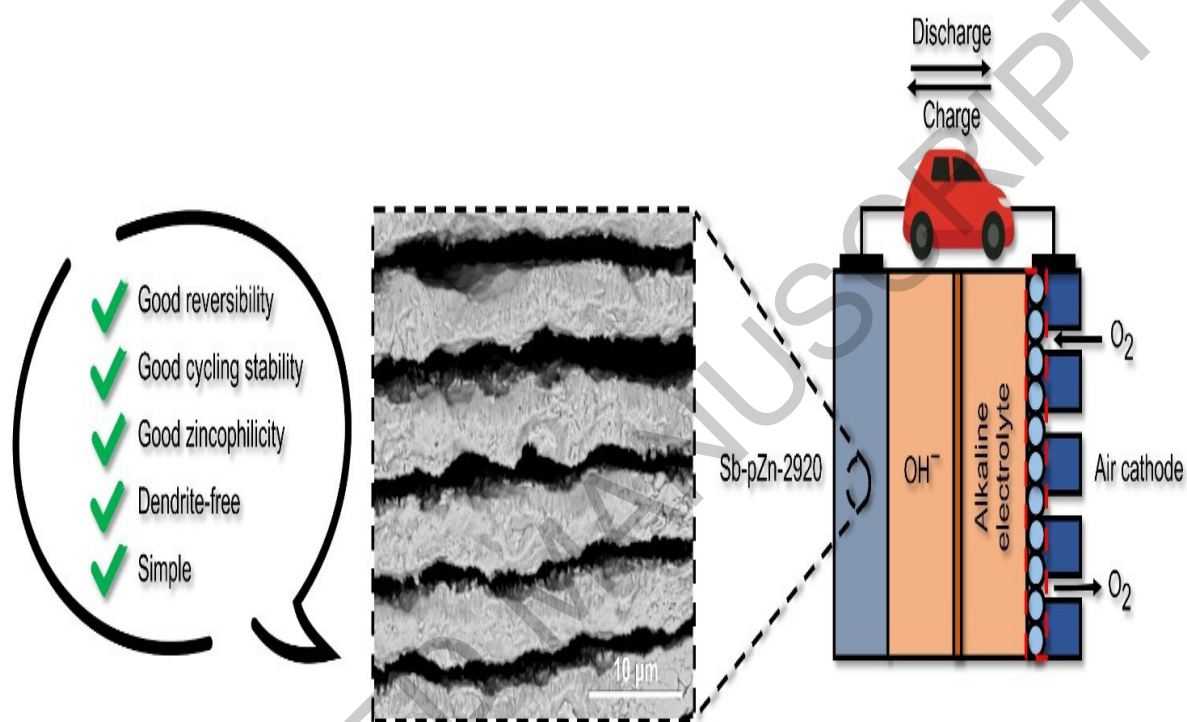 Discharge
Charge
Good reversibility
Good cycling stability
Good zincophilicity
Dendrite-free
Simple
10 µm
Sb-pZn-2920
OH⁻
Alkaline
electrolyte
O₂
Air cathode
O₂
MANUSCRIPT